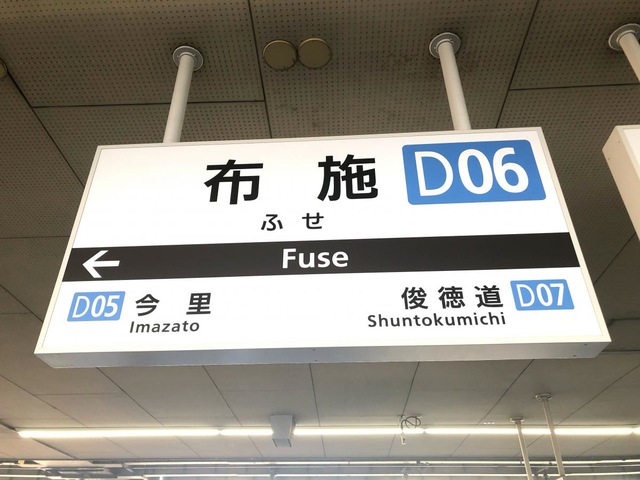 布施 D06
ふせ
← Fuse
D05 今里 俊徳道 D07
Imazato Shuntokumichi